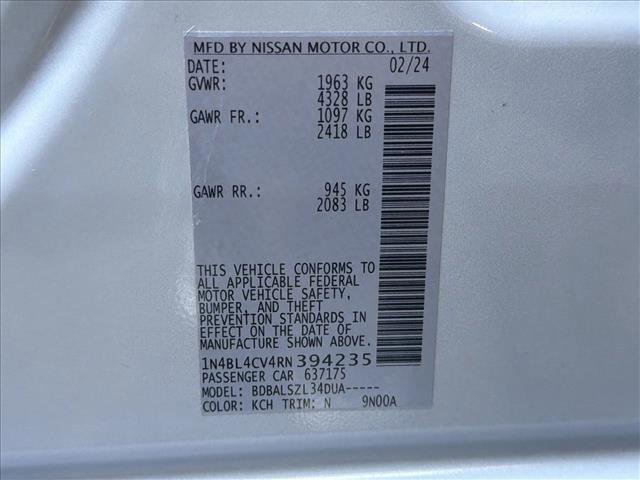 MFD BY NISSAN MOTOR CO., LTD.
DATE: 02/24
GVWR: 1963 KG
4328 LB
GAWR FR.: 1097 KG
2418 LB
GAWR RR.: 945 KG
2083 LB
THIS VEHICLE CONFORMS TO
ALL APPLICABLE FEDERAL
MOTOR VEHICLE SAFETY,
BUMPER, AND THEFT
PREVENTION STANDARDS IN
EFFECT ON THE DATE OF
MANUFACTURE SHOWN ABOVE.
1N4BL4CV4RN394235
PASSENGER CAR 637175
MODEL: BDBALSZL34DUA-----
COLOR: KCH TRIM: N 9N00A